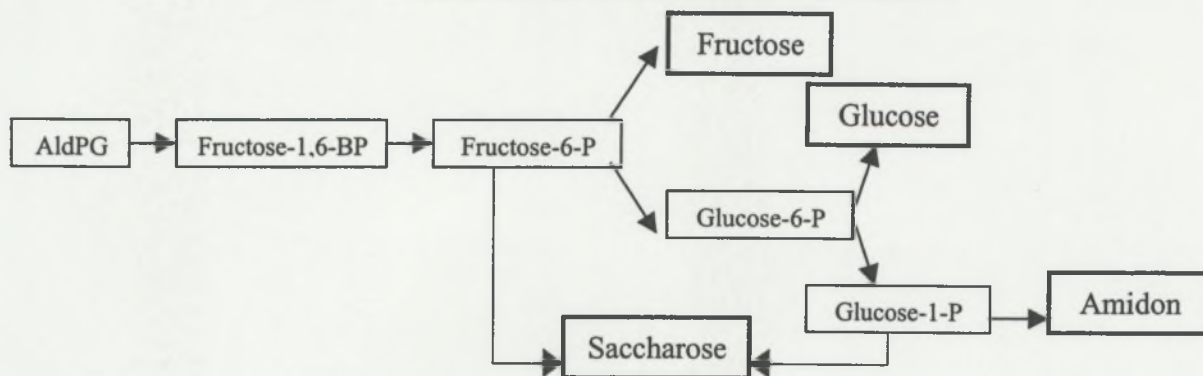 Fructose
Glucose
AldPG
Fructose-1,6-BP
Fructose-6-P
Glucose-6-P
Glucose-1-P
Amidon
Saccharose